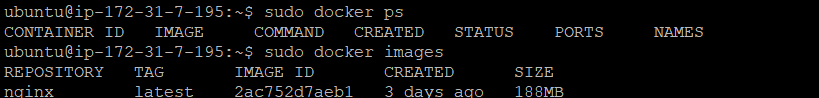 ubuntu@ip-172-31-7-195:~$ sudo docker ps
CONTAINER ID   IMAGE     COMMAND   CREATED   STATUS    PORTS     NAMES
ubuntu@ip-172-31-7-195:~$ sudo docker images
REPOSITORY   TAG       IMAGE ID       CREATED      SIZE
nginx        latest    2ac752d7aeb1   3 days ago   188MB